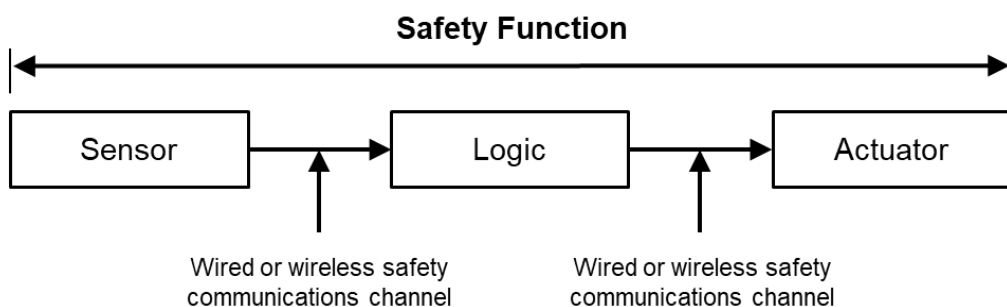 Safety Function
Sensor
Logic
Actuator
Wired or wireless safety
communications channel
Wired or wireless safety
communications channel